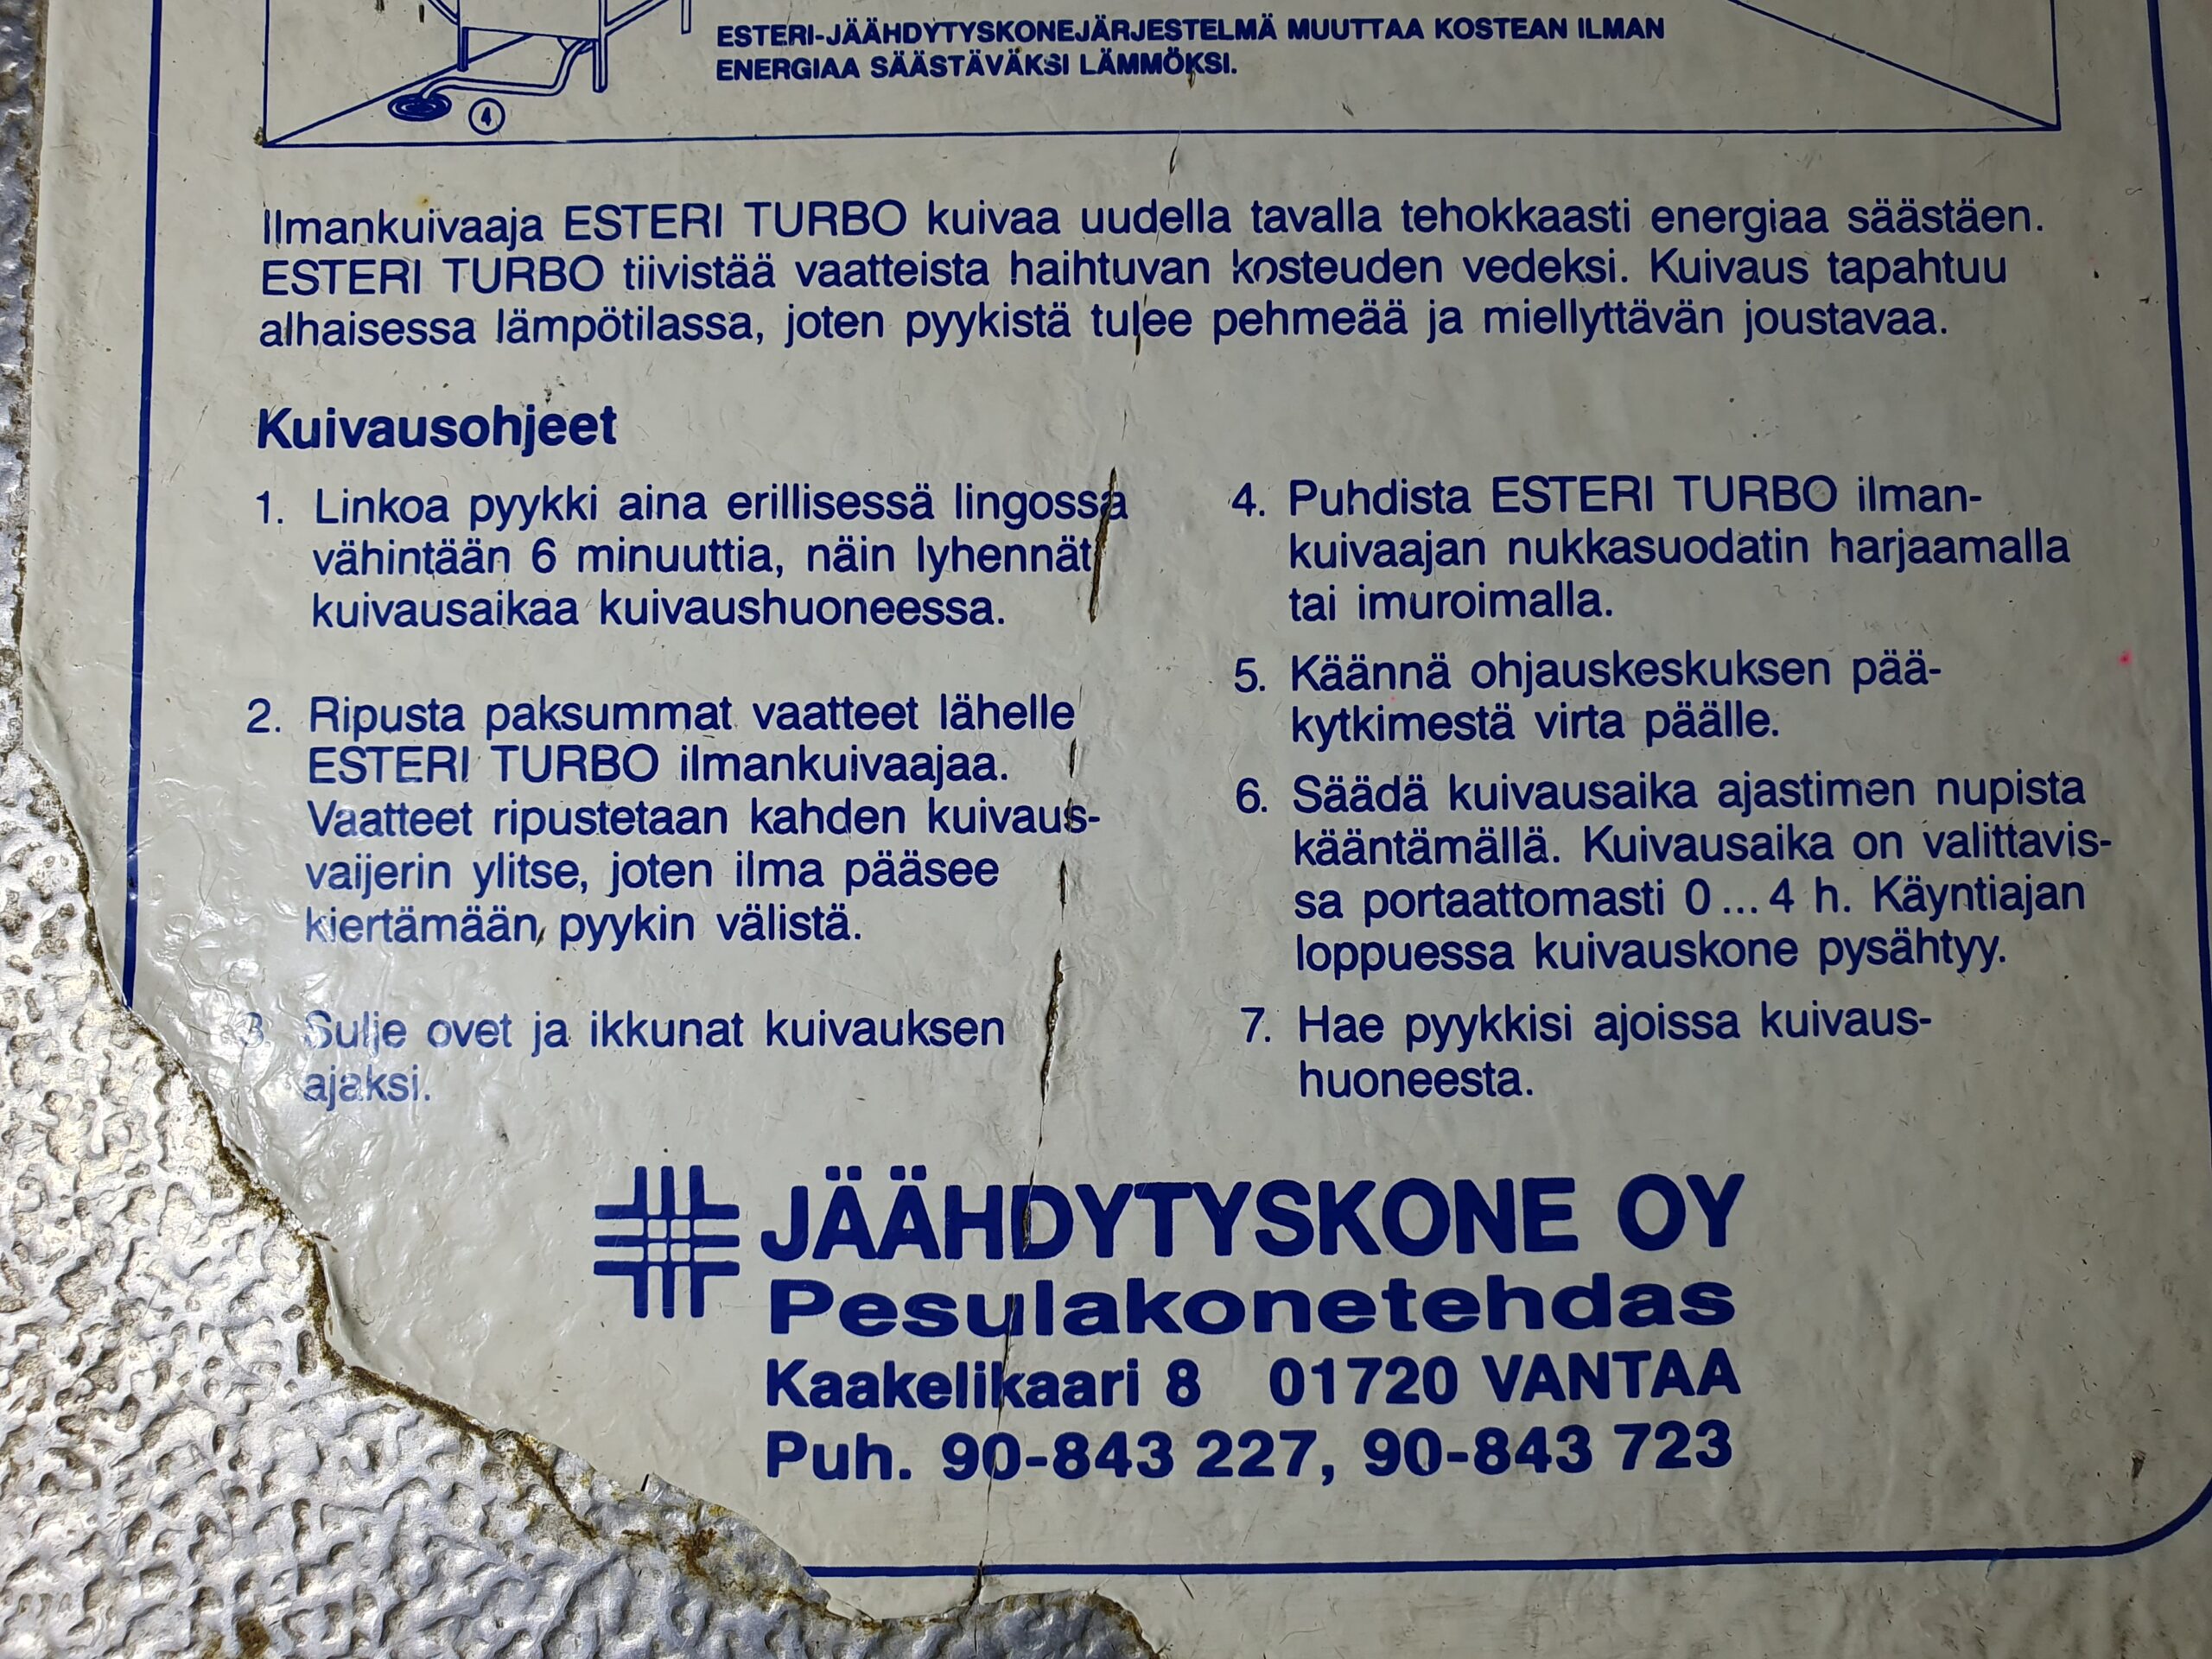 ESTERI-JÄÄHDYTYSKONEJÄRJESTELMÄ MUUTTAA KOSTEAN ILMAN
ENERGIAA SÄÄSTÄVÄKSI LÄMMÖKSI.
4
Ilmankuivaaja ESTERI TURBO kuivaa uudella tavalla tehokkaasti energiaa säästäen.
ESTERI TURBO tiivistää vaatteista haihtuvan kosteuden vedeksi. Kuivaus tapahtuu
alhaisessa lämpötilassa, joten pyykistä tulee pehmeää ja miellyttävän joustavaa.
Kuivausohjeet
1. Linkoa pyykki aina erillisessä lingossa
vähintään 6 minuuttia, näin lyhennät
kuivausaikaa kuivaushuoneessa.
2. Ripusta paksummat vaatteet lähelle
ESTERI TURBO ilmankuivaajaa.
Vaatteet ripustetaan kahden kuivaus-
vaijerin ylitse, joten ilma pääsee
kiertämään pyykin välistä.
3. Sulje ovet ja ikkunat kuivauksen
ajaksi.
4. Puhdista ESTERI TURBO ilman-
kuivaajan nukkasuodatin harjaamalla
tai imuroimalla.
5. Käännä ohjauskeskuksen pää-
kytkimestä virta päälle.
6. Säädä kuivausaika ajastimen nupista
kääntämällä. Kuivausaika on valittavis-
sa portaattomasti 0 ... 4 h. Käyntiajan
loppuessa kuivauskone pysähtyy.
7. Hae pyykkisi ajoissa kuivaus-
huoneesta.
JÄÄHDYTYSKONE OY
Pesulakonetehdas
Kaakelikaari 8 01720 VANTAA
Puh. 90-843 227, 90-843 723